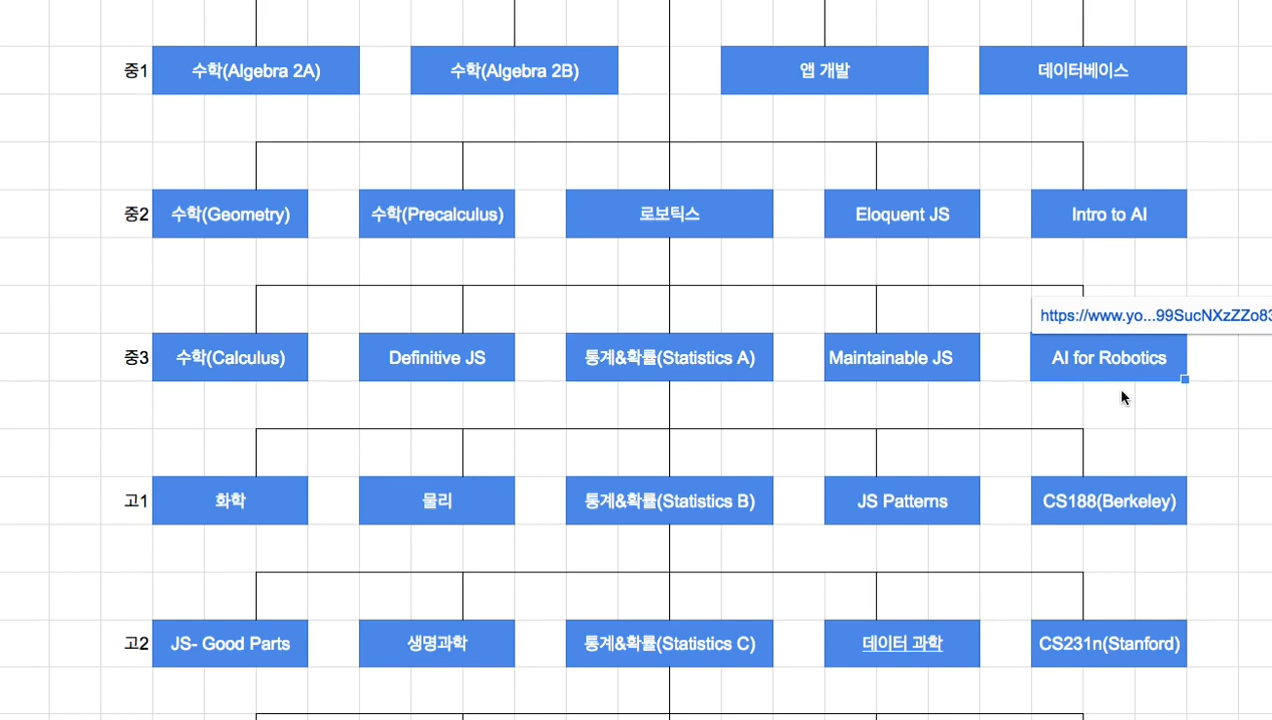 중1 수학(Algebra 2A) 수학(Algebra 2B) 앱 개발 데이터베이스
중2 수학(Geometry) 수학(Precalculus) 로보틱스 Eloquent JS Intro to AI
https://www.yo...99SucNXzZZo83
중3 수학(Calculus) Definitive JS 통계&확률(Statistics A) Maintainable JS AI for Robotics
고1 화학 물리 통계&확률(Statistics B) JS Patterns CS188(Berkeley)
고2 JS- Good Parts 생명과학 통계&확률(Statistics C) 데이터 과학 CS231n(Stanford)